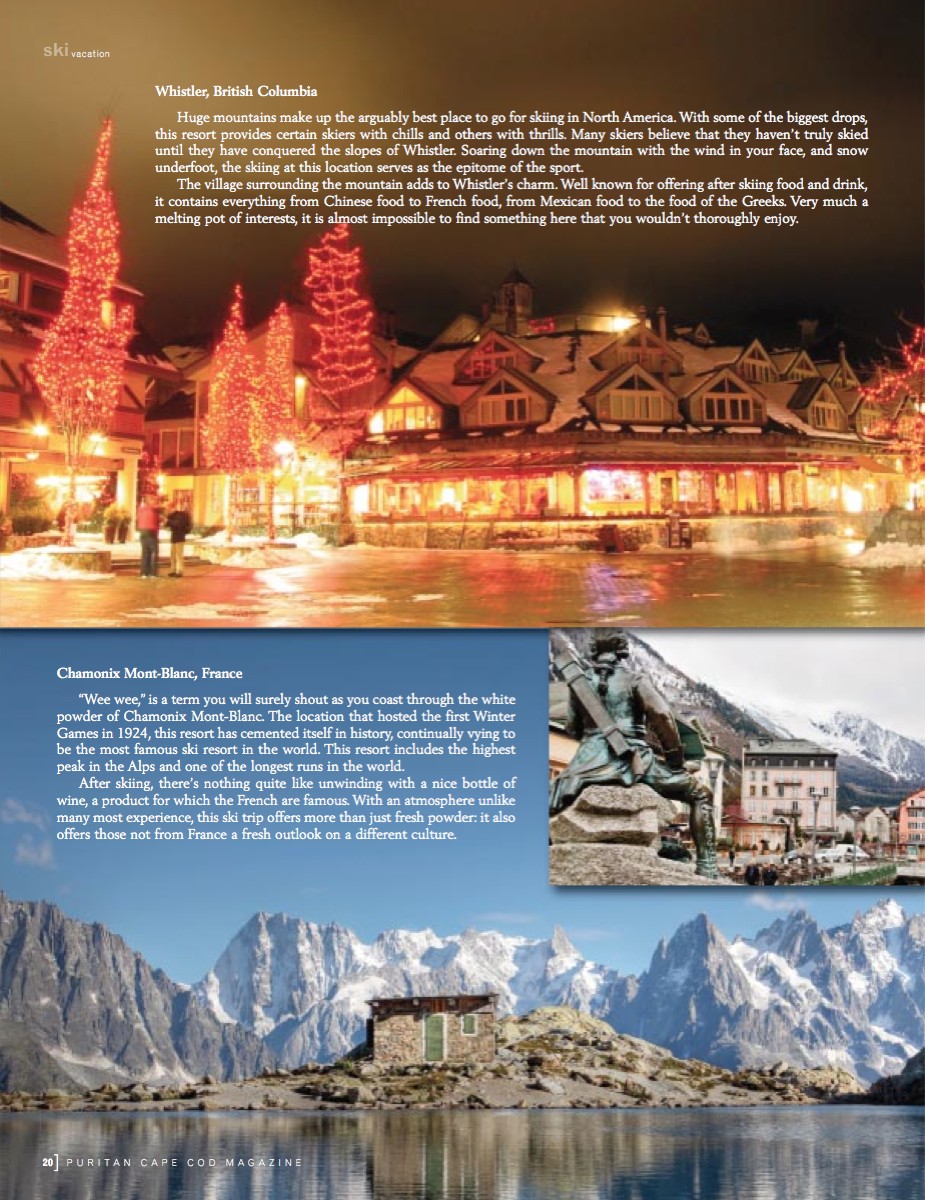 ski vacation
Whistler, British Columbia
Huge mountains make up the arguably best place to go for skiing in North America. With some of the biggest drops,
this resort provides certain skiers with chills and others with thrills. Many skiers believe that they haven't truly skied
until they have conquered the slopes of Whistler. Soaring down the mountain with the wind in your face, and snow
underfoot, the skiing at this location serves as the epitome of the sport.
The village surrounding the mountain adds to Whistler's charm. Well known for offering after skiing food and drink,
it contains everything from Chinese food to French food, from Mexican food to the food of the Greeks. Very much a
melting pot of interests, it is almost impossible to find something here that you wouldn't thoroughly enjoy.
Chamonix Mont-Blanc, France
“Wee wee,” is a term you will surely shout as you coast through the white
powder of Chamonix Mont-Blanc. The location that hosted the first Winter
Games in 1924, this resort has cemented itself in history, continually vying to
be the most famous ski resort in the world. This resort includes the highest
peak in the Alps and one of the longest runs in the world.
After skiing, there's nothing quite like unwinding with a nice bottle of
wine, a product for which the French are famous. With an atmosphere unlike
many most experience, this ski trip offers more than just fresh powder: it also
offers those not from France a fresh outlook on a different culture.
20] PURITAN CAPE COD MAGAZINE